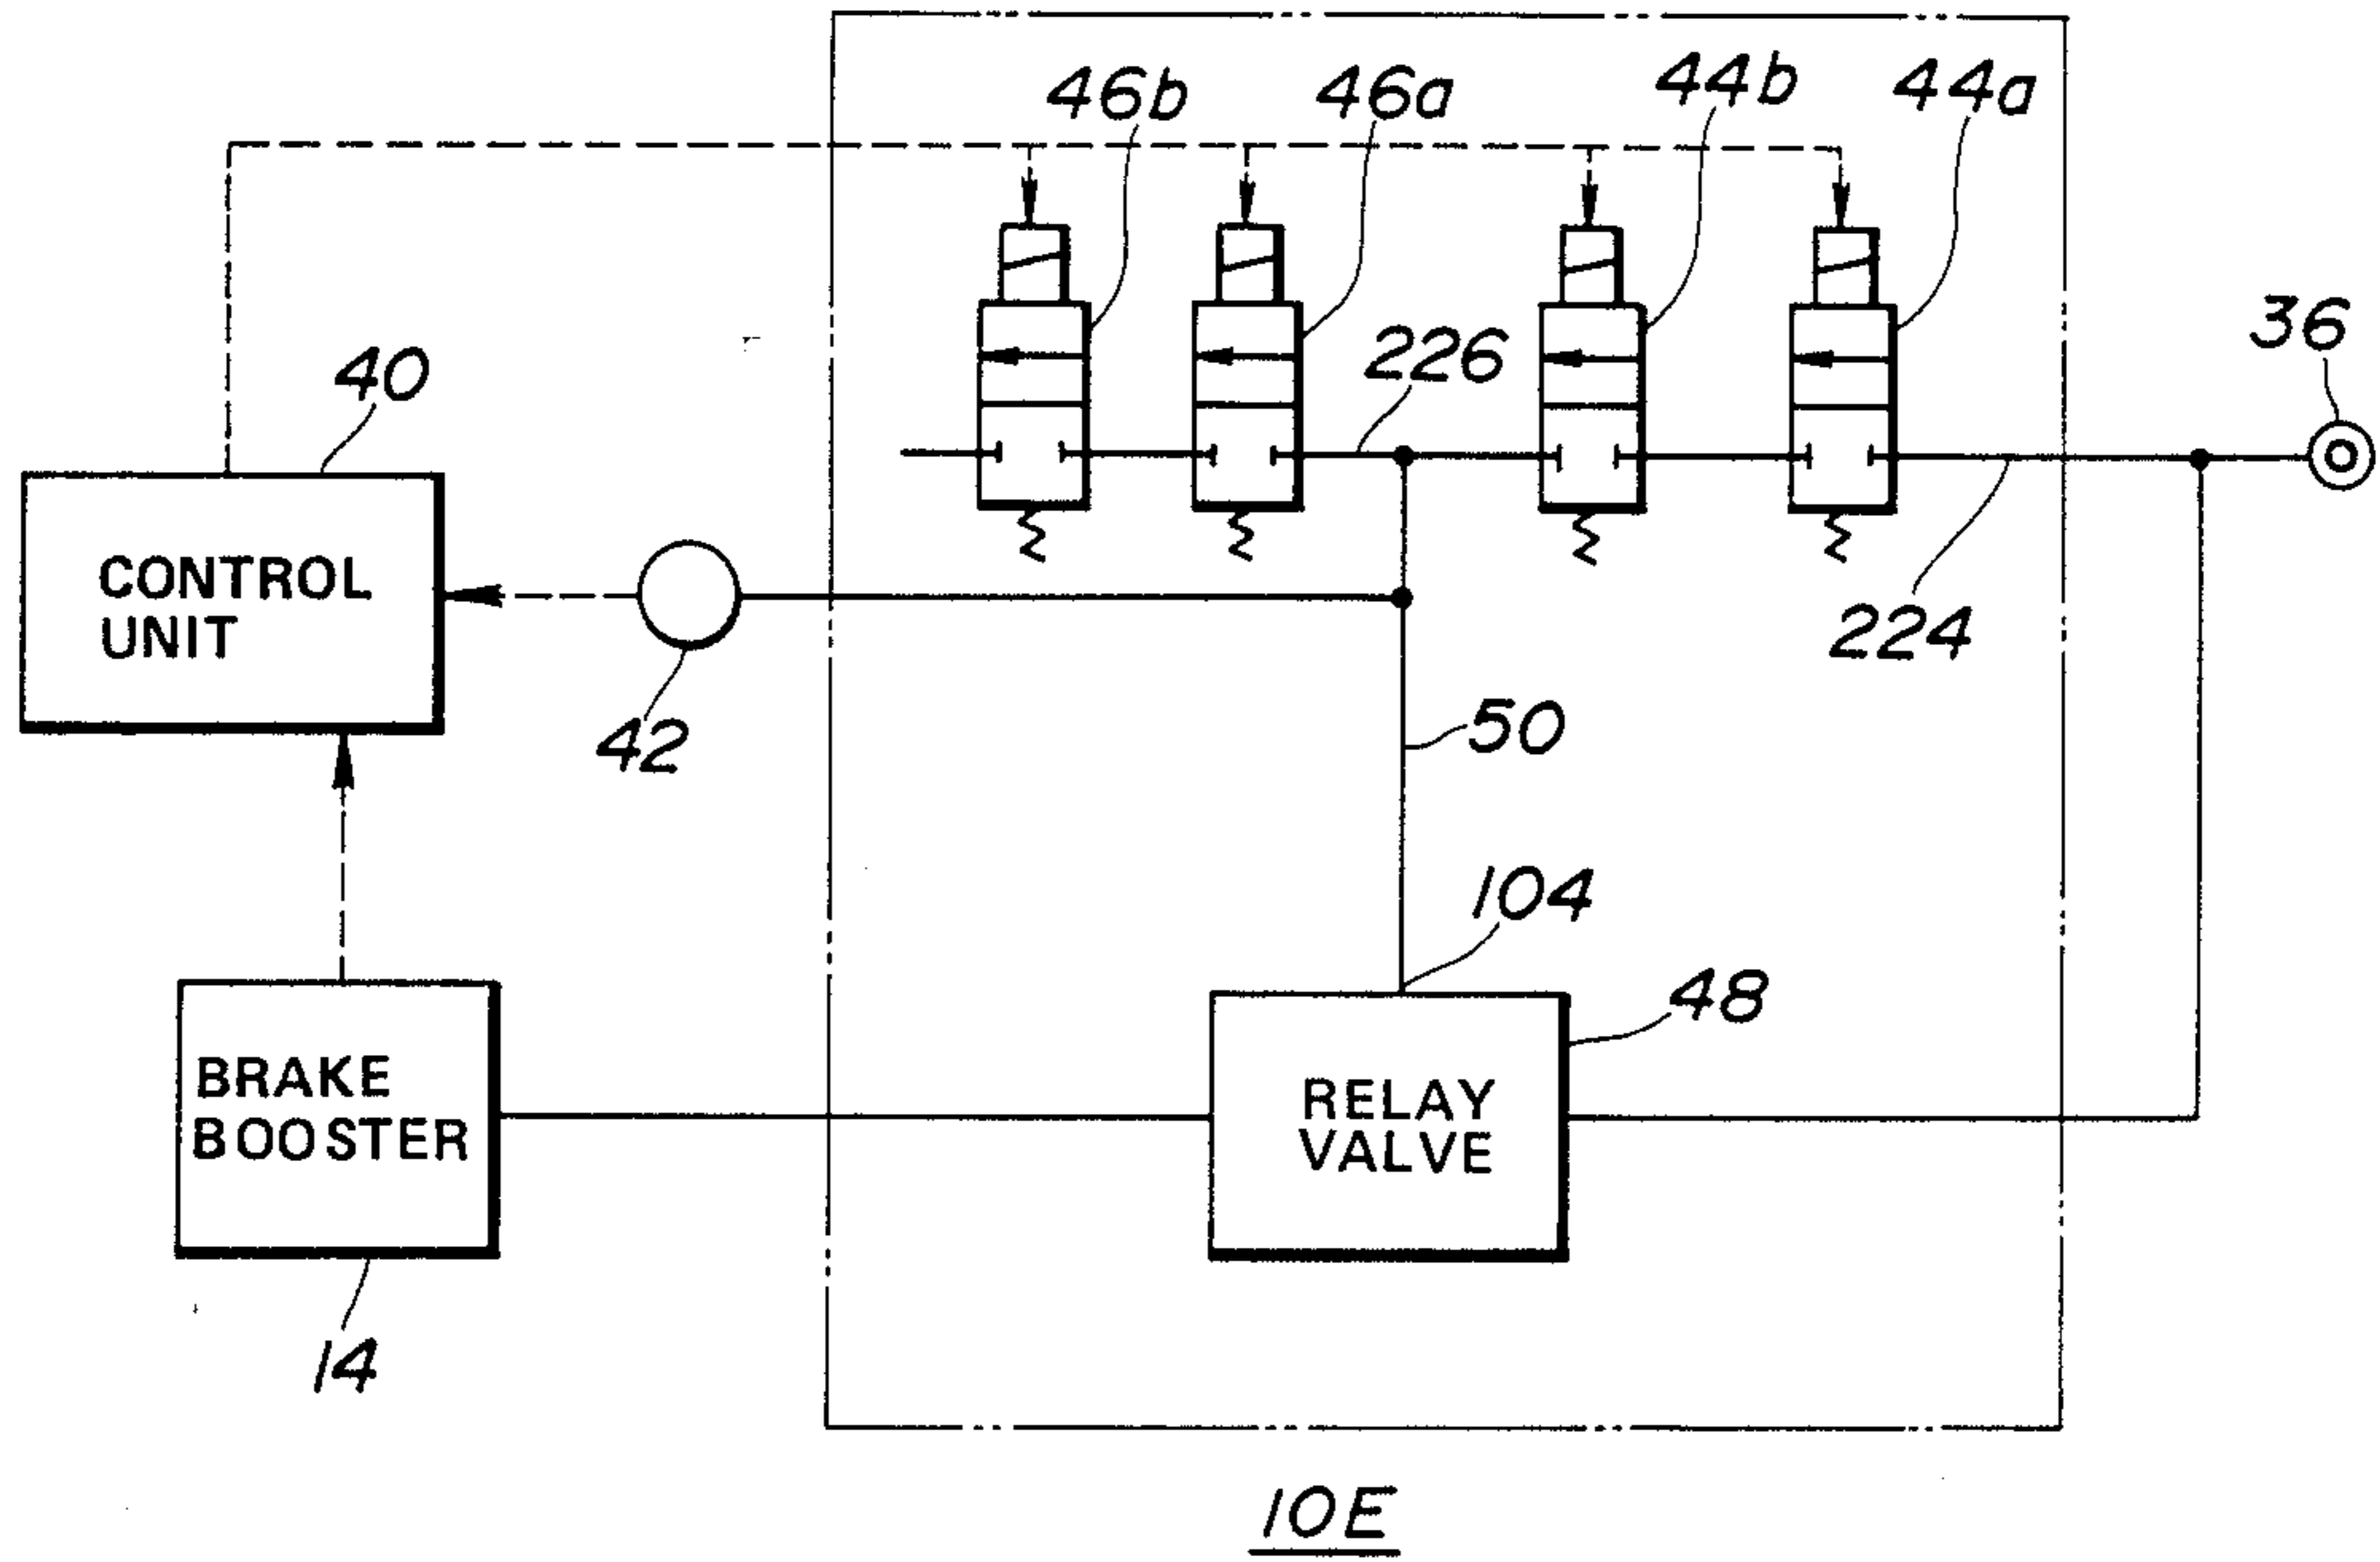 46b
46a
44b
44a
36
226
40
224
CONTROL
UNIT
42
50
104
48
BRAKE
BOOSTER
RELAY
VALVE
14
10E